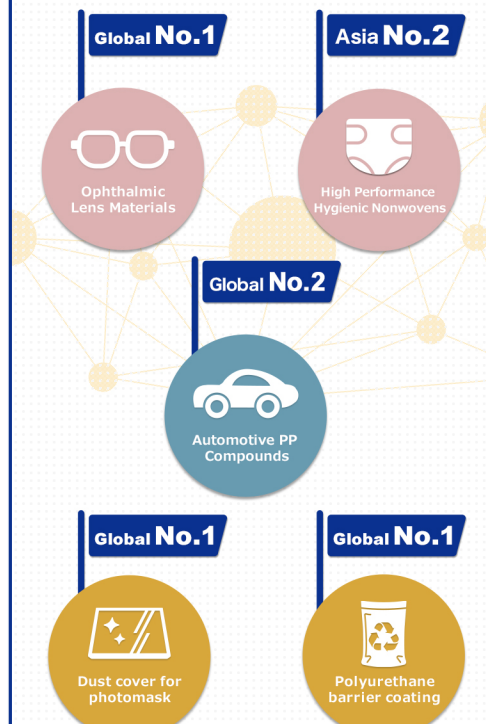 Global No.1
Asia No.2
Ophthalmic
Lens Materials
High Performance
Hygienic Nonwovens
Global No.2
Automotive PP
Compounds
Global No.1
Global No.1
Dust cover for
photomask
Polyurethane
barrier coating